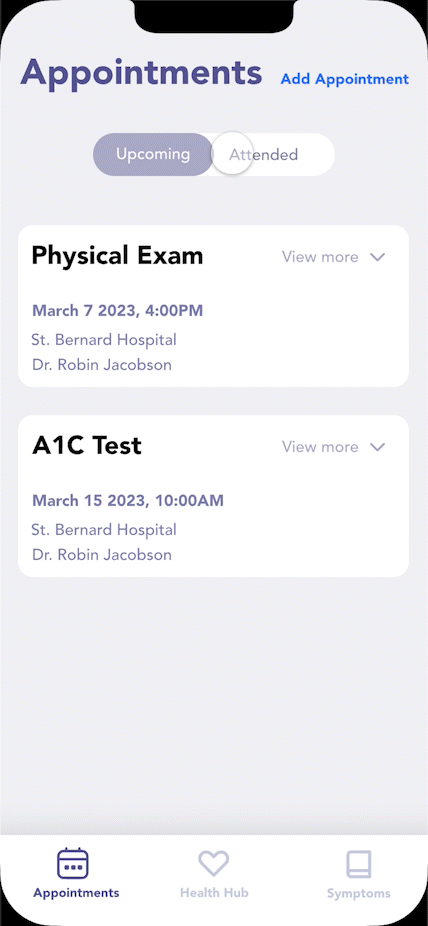 Appointments
Add Appointment
Upcoming
Attended
Physical Exam
View more
March 7 2023, 4:00PM
St. Bernard Hospital
Dr. Robin Jacobson
A1C Test
View more
March 15 2023, 10:00AM
St. Bernard Hospital
Dr. Robin Jacobson
Appointments
Health Hub
Symptoms